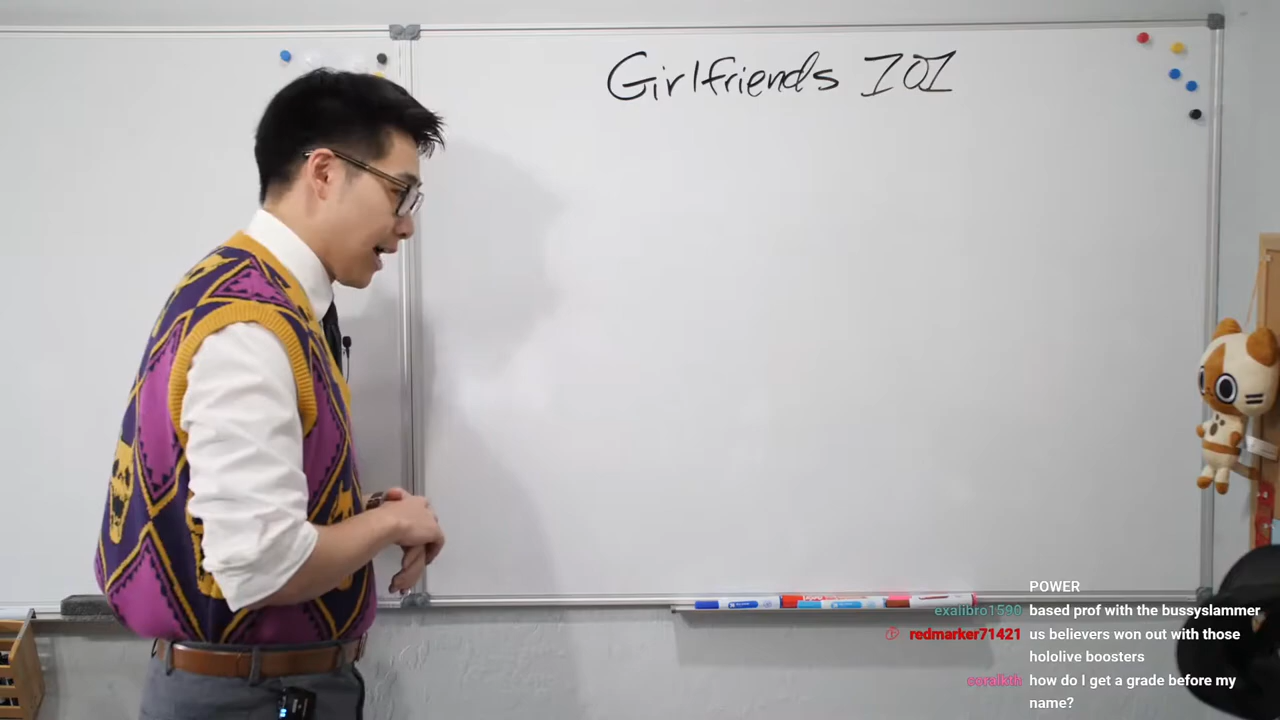 Girlfriends 101
POWER
exalibro1590 based prof with the bussyslammer
redmarker71421 us believers won out with those
hololive boosters
coralkth how do I get a grade before my
name?